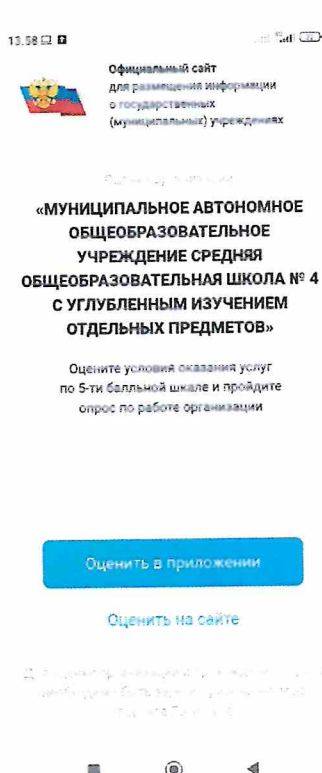 13.58
Официальный сайт
для размещения информации
о государственных
(муниципальных) учреждениях
«МУНИЦИПАЛЬНОЕ АВТОНОМНОЕ
ОБЩЕОБРАЗОВАТЕЛЬНОЕ
УЧРЕЖДЕНИЕ СРЕДНЯЯ
ОБЩЕОБРАЗОВАТЕЛЬНАЯ ШКОЛА № 4
С УГЛУБЛЕННЫМ ИЗУЧЕНИЕМ
ОТДЕЛЬНЫХ ПРЕДМЕТОВ»
Оцените условия оказания услуг
по 5-ти балльной шкале и пройдите
опрос по работе организации
Оценить в приложении
Оценить на сайте